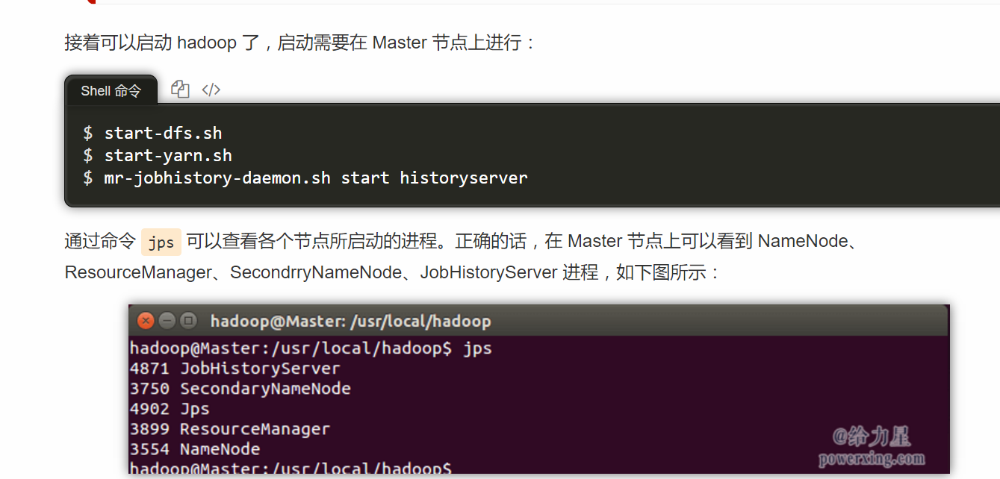 接着可以启动 hadoop 了，启动需要在 Master 节点上进行：
Shell 命令 </>
$ start-dfs.sh
$ start-yarn.sh
$ mr-jobhistory-daemon.sh start historyserver
通过命令 jps 可以查看各个节点所启动的进程。正确的话，在 Master 节点上可以看到 NameNode、
ResourceManager、SecondrryNameNode、JobHistoryServer 进程，如下图所示：
hadoop@Master: /usr/local/hadoop
hadoop@Master:/usr/local/hadoop$ jps
4871 JobHistoryServer
3750 SecondaryNameNode
4902 Jps
3899 ResourceManager
3554 NameNode
hadoop@Master:/usr/local/hadoop$
@给力星
powerxing.com